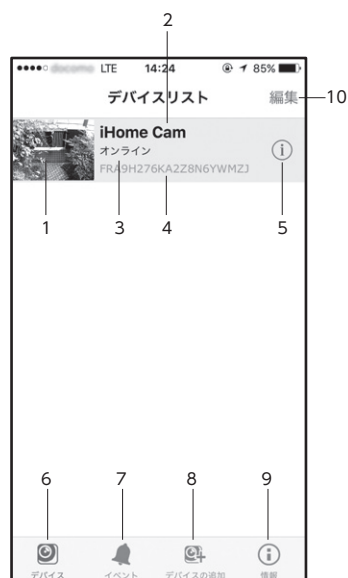 2
LTE 14:24 85%
デバイスリスト 編集 10
iHome Cam
オンライン
FRA9H276KA2Z8N6YWMZJ
1 3 4 5
6 7 8 9
デバイス イベント デバイスの追加 情報